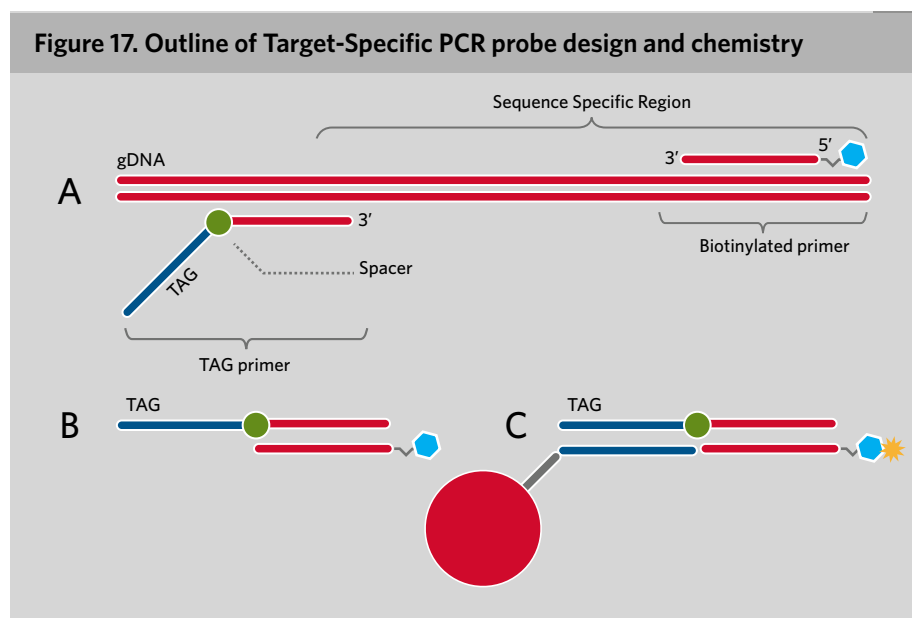 Figure 17. Outline of Target-Specific PCR probe design and chemistry
Sequence Specific Region
gDNA
3’
5’
A
3’
Biotinylated primer
TAG
Spacer
TAG primer
B
TAG
C
TAG